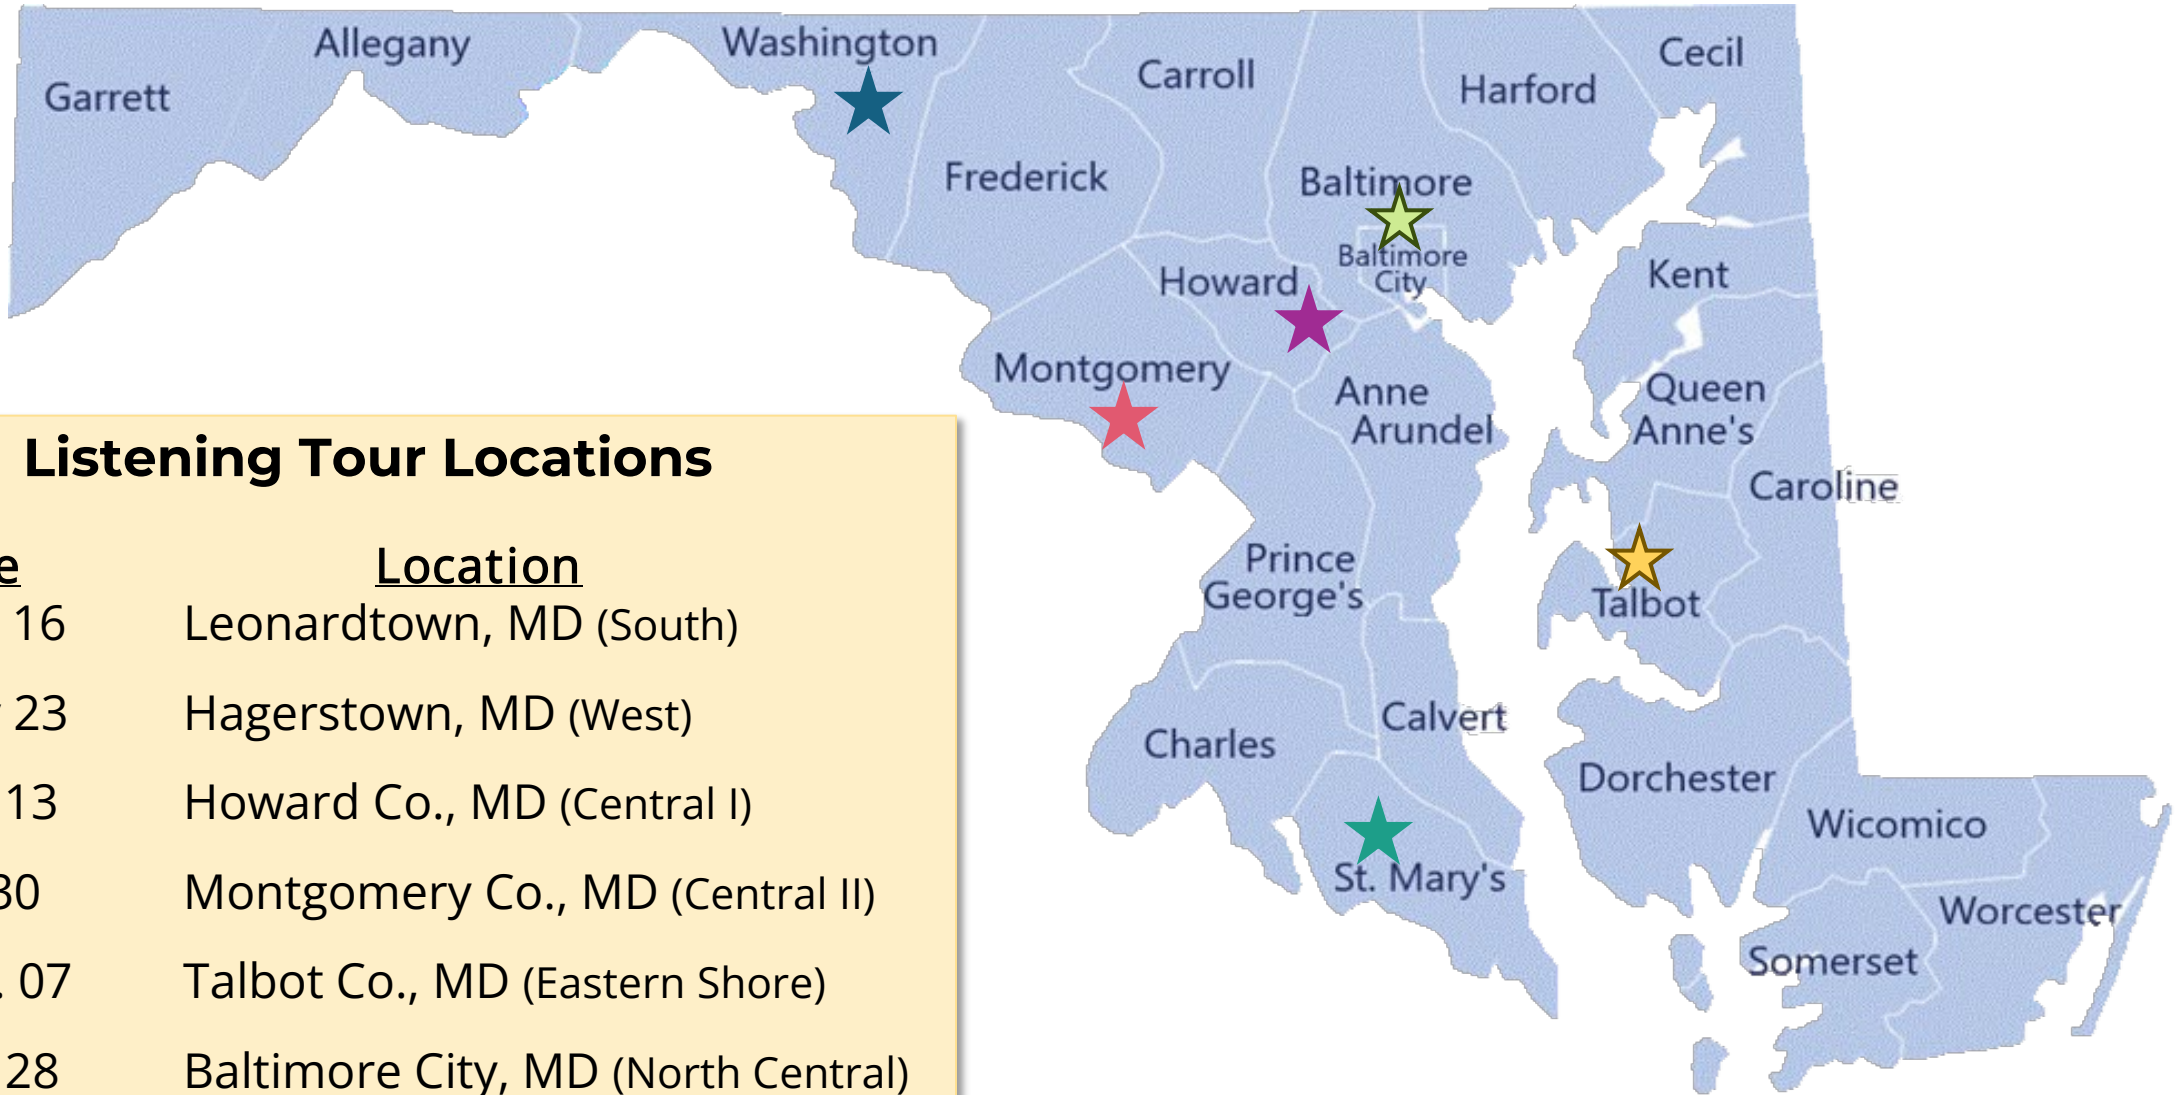 Garrett
Allegany
Washington
Frederick
Carroll
Baltimore
Baltimore
City
Harford
Cecil
Howard
Montgomery
Kent
Anne
Arundel
Queen
Anne's
Caroline
Prince
George's
Talbot
Charles
Calvert
Dorchester
St. Mary's
Wicomico
Worcester
Somerset
Listening Tour Locations
Location
16 Leonardtown, MD (South)
23 Hagerstown, MD (West)
13 Howard Co., MD (Central I)
30 Montgomery Co., MD (Central II)
. 07 Talbot Co., MD (Eastern Shore)
28 Baltimore City, MD (North Central)